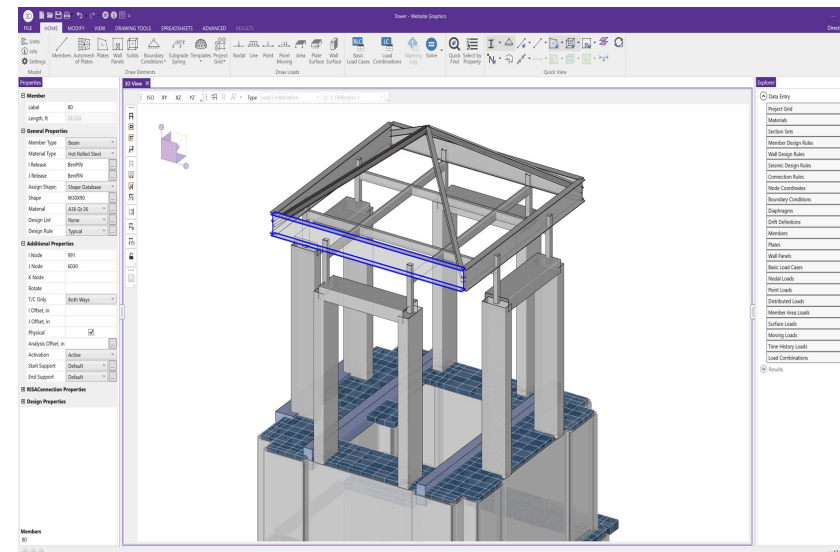 Tower - Website Graphics
FILE HOME MODIFY VIEW DRAWING TOOLS SPREADSHEETS ADVANCED RESULTS
Direct
Units
Info
Settings
Members Automesh of Plates Plates Wall Panels Solids Boundary Conditions Subgrade Spring Templates Project Grid
Nodal Line Point Point Moving Area Plate Surface Wall Surface
Basic Load Cases Load Combinations Warning Log Solve
Quick Find Select By Property
Model Draw Elements Draw Loads Quick View
Properties
3D View X
Explorer
ISO XY XZ YZ Type Load Combination LC 1: Deflection 1
Member
Label 80
Length, ft
General Properties
Member Type Beam
Material Type Hot Rolled Steel
I Release BenPIN
J Release BenPIN
Assign Shape: Shape Database
Shape W30X90
Material A36 Gr.36
Design List None
Design Rule Typical
Additional Properties
I Node 991
J Node 6030
K Node
Rotate
T/C Only Both Ways
I Offset, in
J Offset, in
Physical
Analysis Offset, in
Activation Active
Start Support Default
End Support Default
RISAConnection Properties
Design Properties
Members
80
Data Entry
Project Grid
Materials
Section Sets
Member Design Rules
Wall Design Rules
Seismic Design Rules
Connection Rules
Node Coordinates
Boundary Conditions
Diaphragms
Drift Definitions
Members
Plates
Wall Panels
Basic Load Cases
Nodal Loads
Point Loads
Distributed Loads
Member Area Loads
Surface Loads
Moving Loads
Time History Loads
Load Combinations
Results